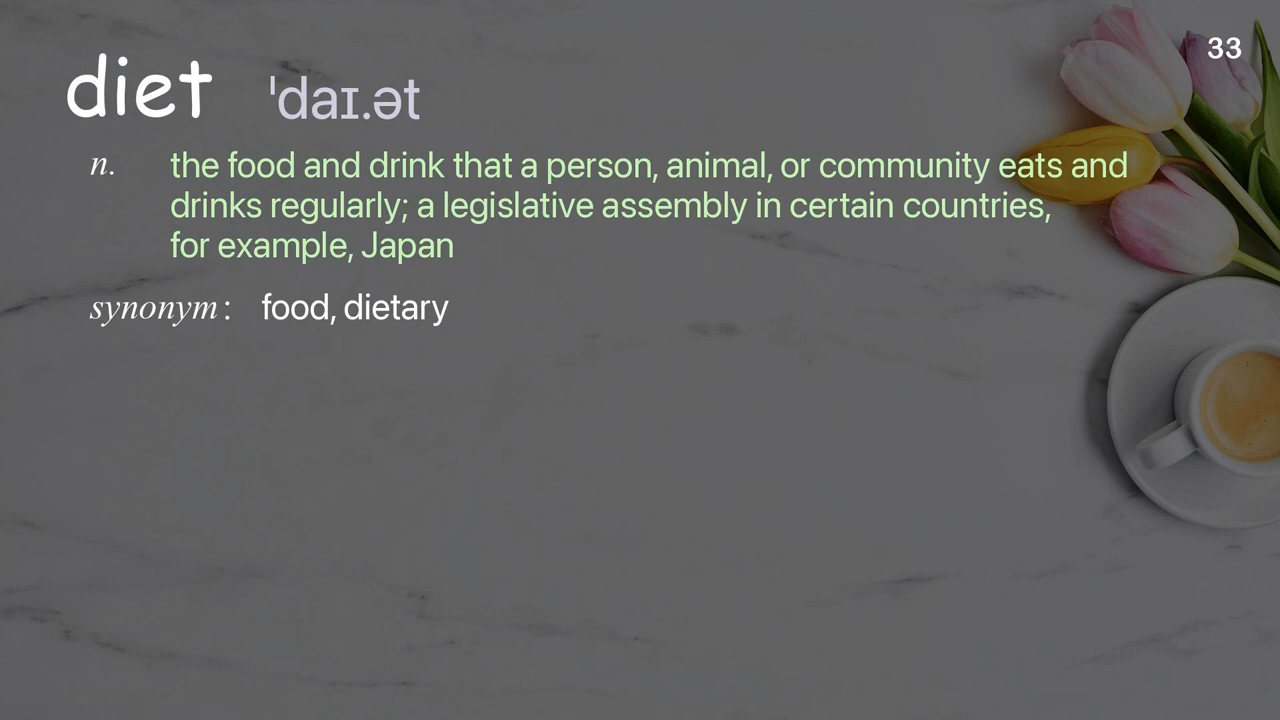 33
diet ˈdaɪ.ət
n. the food and drink that a person, animal, or community eats and
drinks regularly; a legislative assembly in certain countries,
for example, Japan
synonym: food, dietary